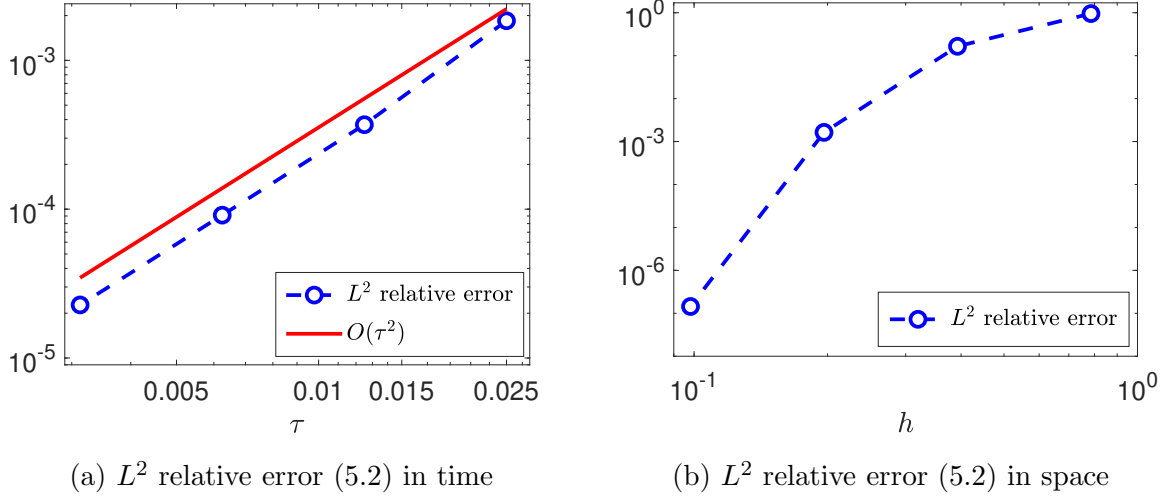 10^{-3}
10^{-4}
10^{-5}
0.005 0.01 0.015 0.025
τ
L^2 relative error
O(τ^2)
(a) L^2 relative error (5.2) in time
10^0
10^{-3}
10^{-6}
10^{-1} 10^0
h
L^2 relative error
(b) L^2 relative error (5.2) in space